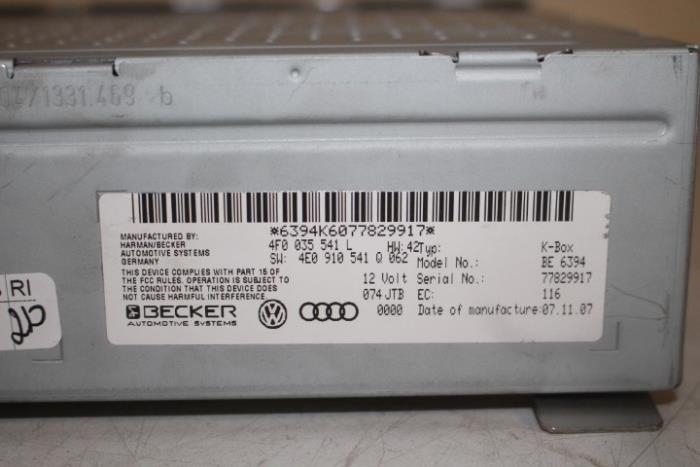 1331.469 b
*6394K6077829917*
MANUFACTURED BY:
HARMAN/BECKER
AUTOMOTIVE SYSTEMS
GERMANY
4F0 035 541 L HW:42 Typ: K-Box
SW: 4E0 910 541 Q 062 Model No.: BE 6394
THIS DEVICE COMPLIES WITH PART 15 OF
THE FCC RULES. OPERATION IS SUBJECT TO
THE CONDITION THAT THIS DEVICE DOES
NOT CAUSE HARMFUL INTERFERENCE.
12 Volt Serial No.: 77829917
074 JTB EC: 116
0000 Date of manufacture: 07.11.07
BECKER
AUTOMOTIVE SYSTEMS
RI